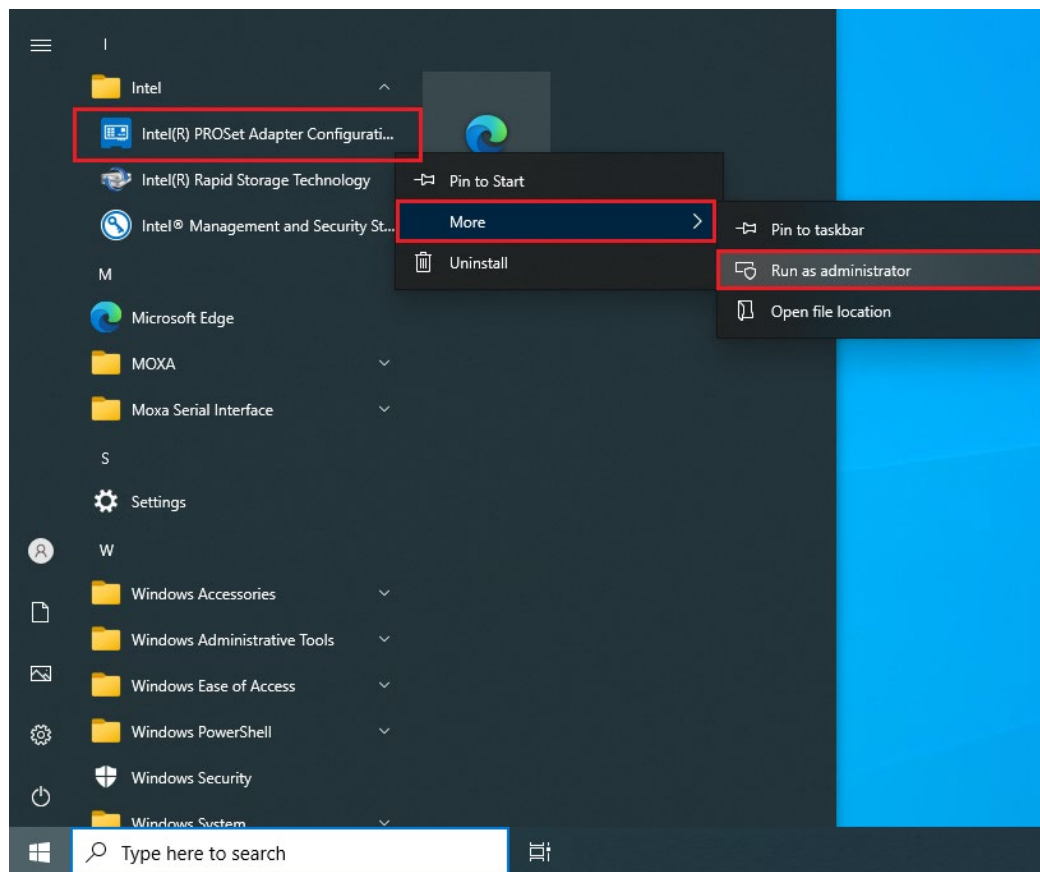 I
Intel
Intel(R) PROSet Adapter Configurati...
Intel(R) Rapid Storage Technology
Intel® Management and Security St...
Pin to Start
More
Uninstall
Pin to taskbar
Run as administrator
Open file location
M
Microsoft Edge
MOXA
Moxa Serial Interface
S
Settings
W
Windows Accessories
Windows Administrative Tools
Windows Ease of Access
Windows PowerShell
Windows Security
Windows System
Type here to search